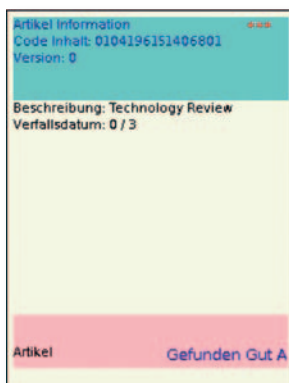 Artikel Information
Code Inhalt: 0104196151406801
Version: 0
Beschreibung: Technology Review
Verfallsdatum: 0 / 3
Artikel
Gefunden Gut A